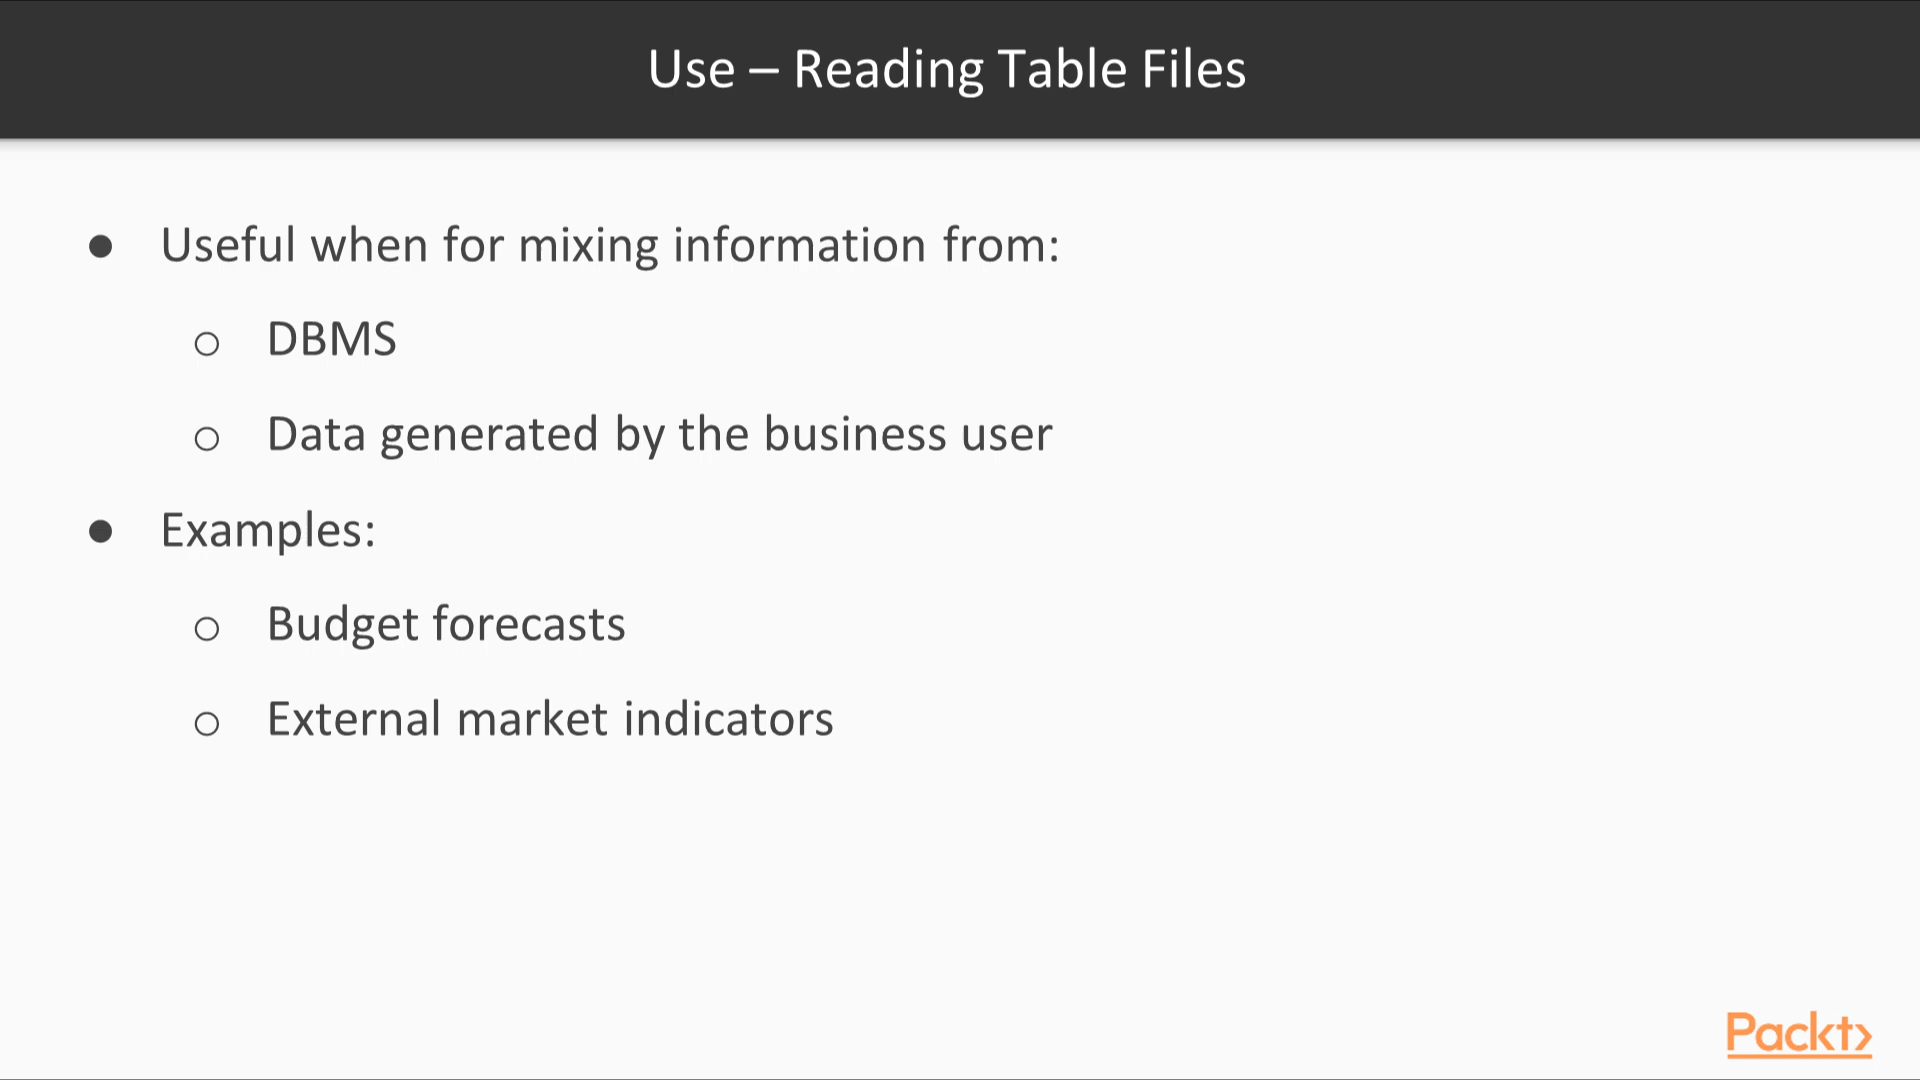 Use – Reading Table Files
● Useful when for mixing information from:
○ DBMS
○ Data generated by the business user
● Examples:
○ Budget forecasts
○ External market indicators
Packt>